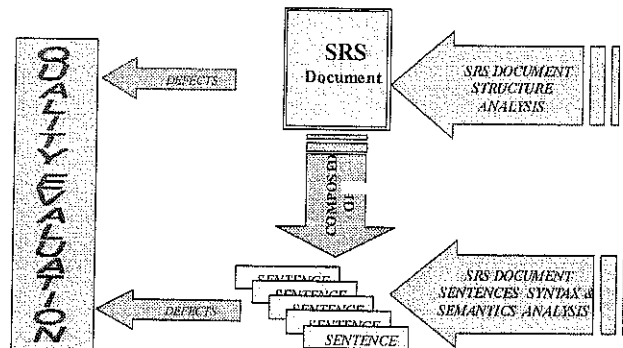 QUALITY EVALUATION
SRS
Document
DEFECTS
SRS DOCUMENT
STRUCTURE
ANALYSIS
COMPOSED
OF
SENTENCE
SENTENCE
SENTENCE
SENTENCE
SENTENCE
DEFECTS
SRS DOCUMENT
SENTENCES SYNTAX &
SEMANTICS ANALYSIS